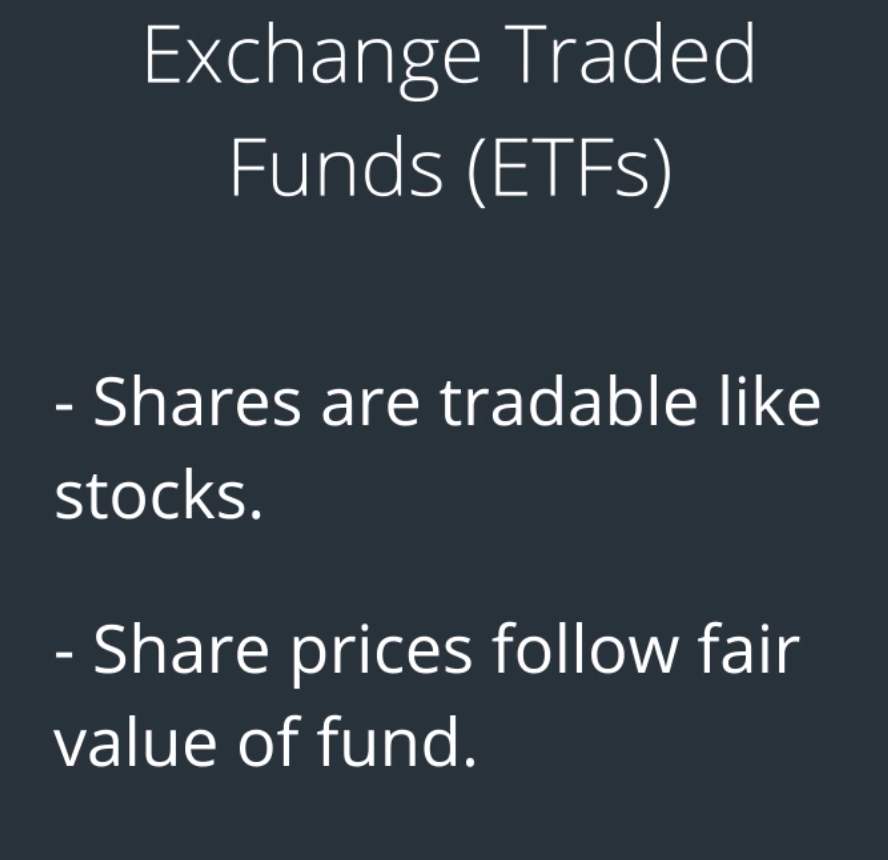 Exchange Traded
Funds (ETFs)
- Shares are tradable like
stocks.
- Share prices follow fair
value of fund.